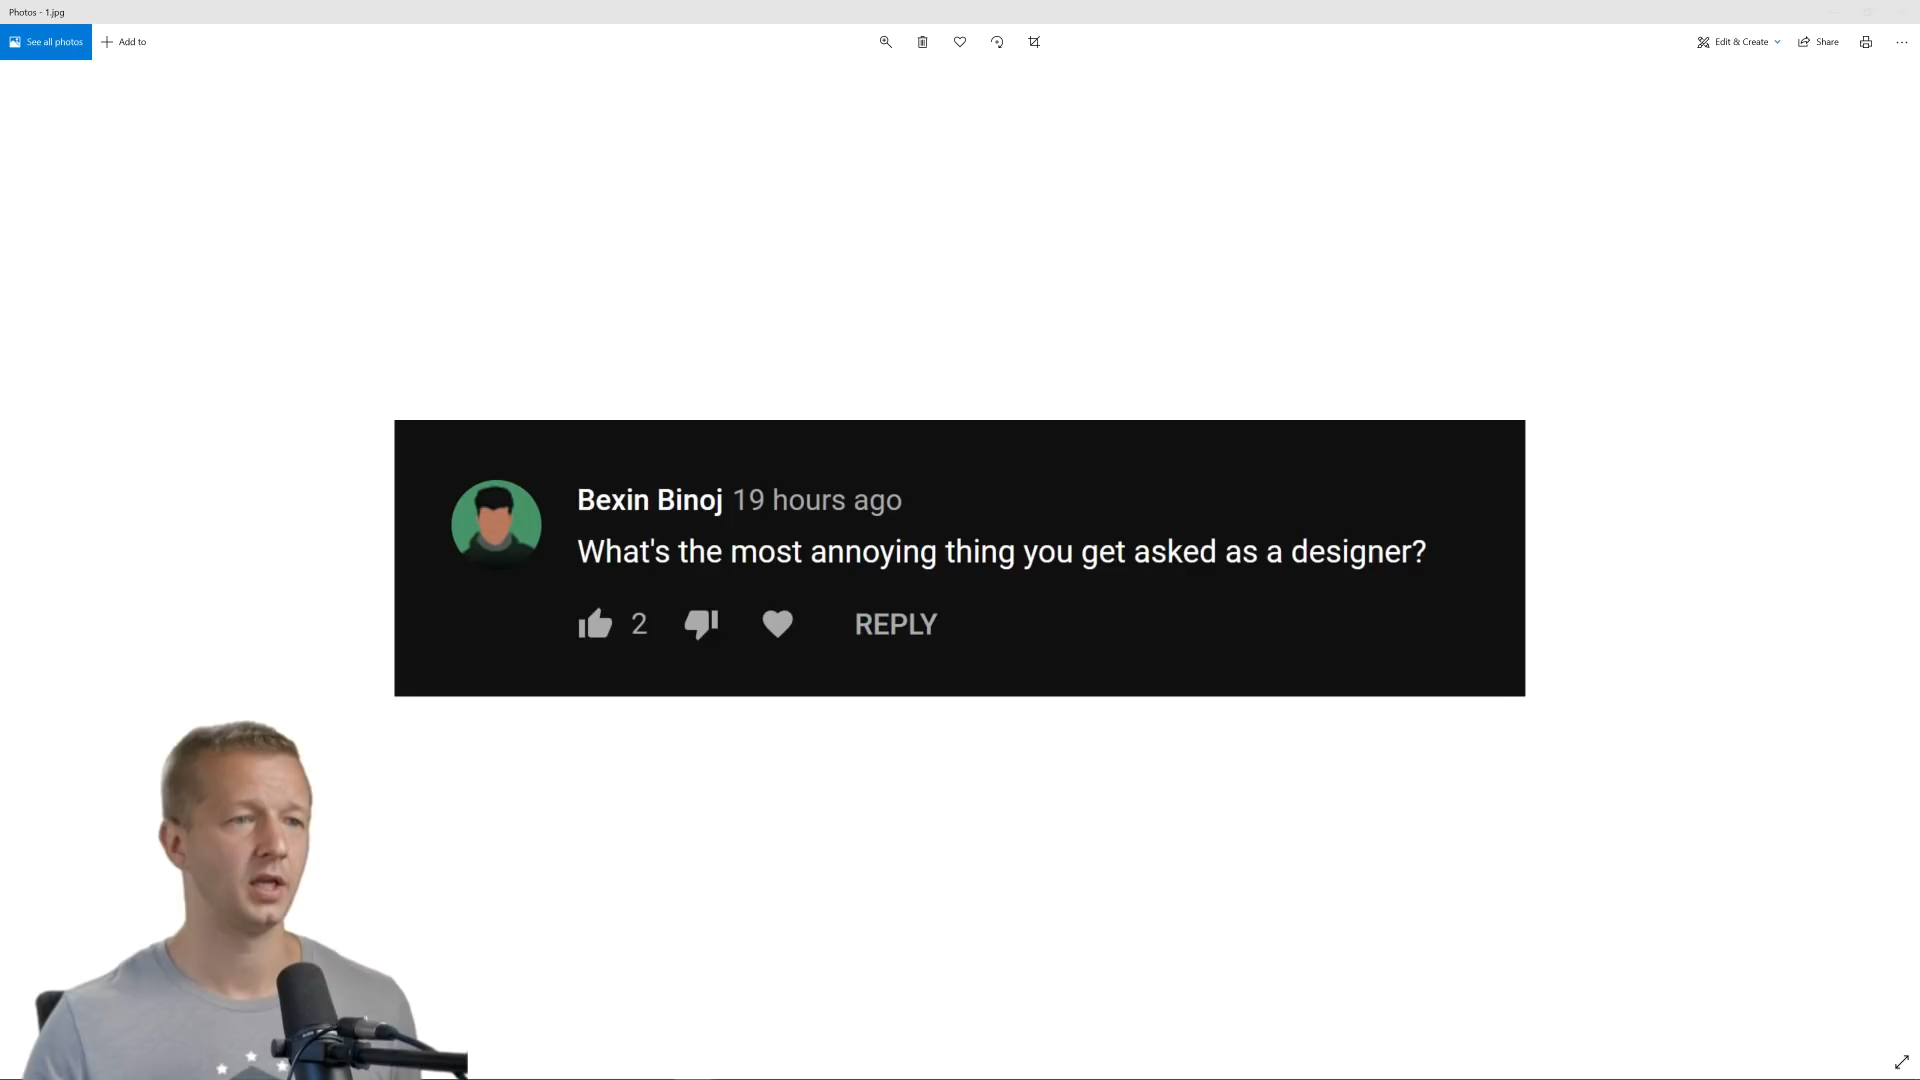 Photos - 1.jpg
See all photos
Add to
Edit & Create
Share
Bexin Binoj 19 hours ago
What's the most annoying thing you get asked as a designer?
2
REPLY